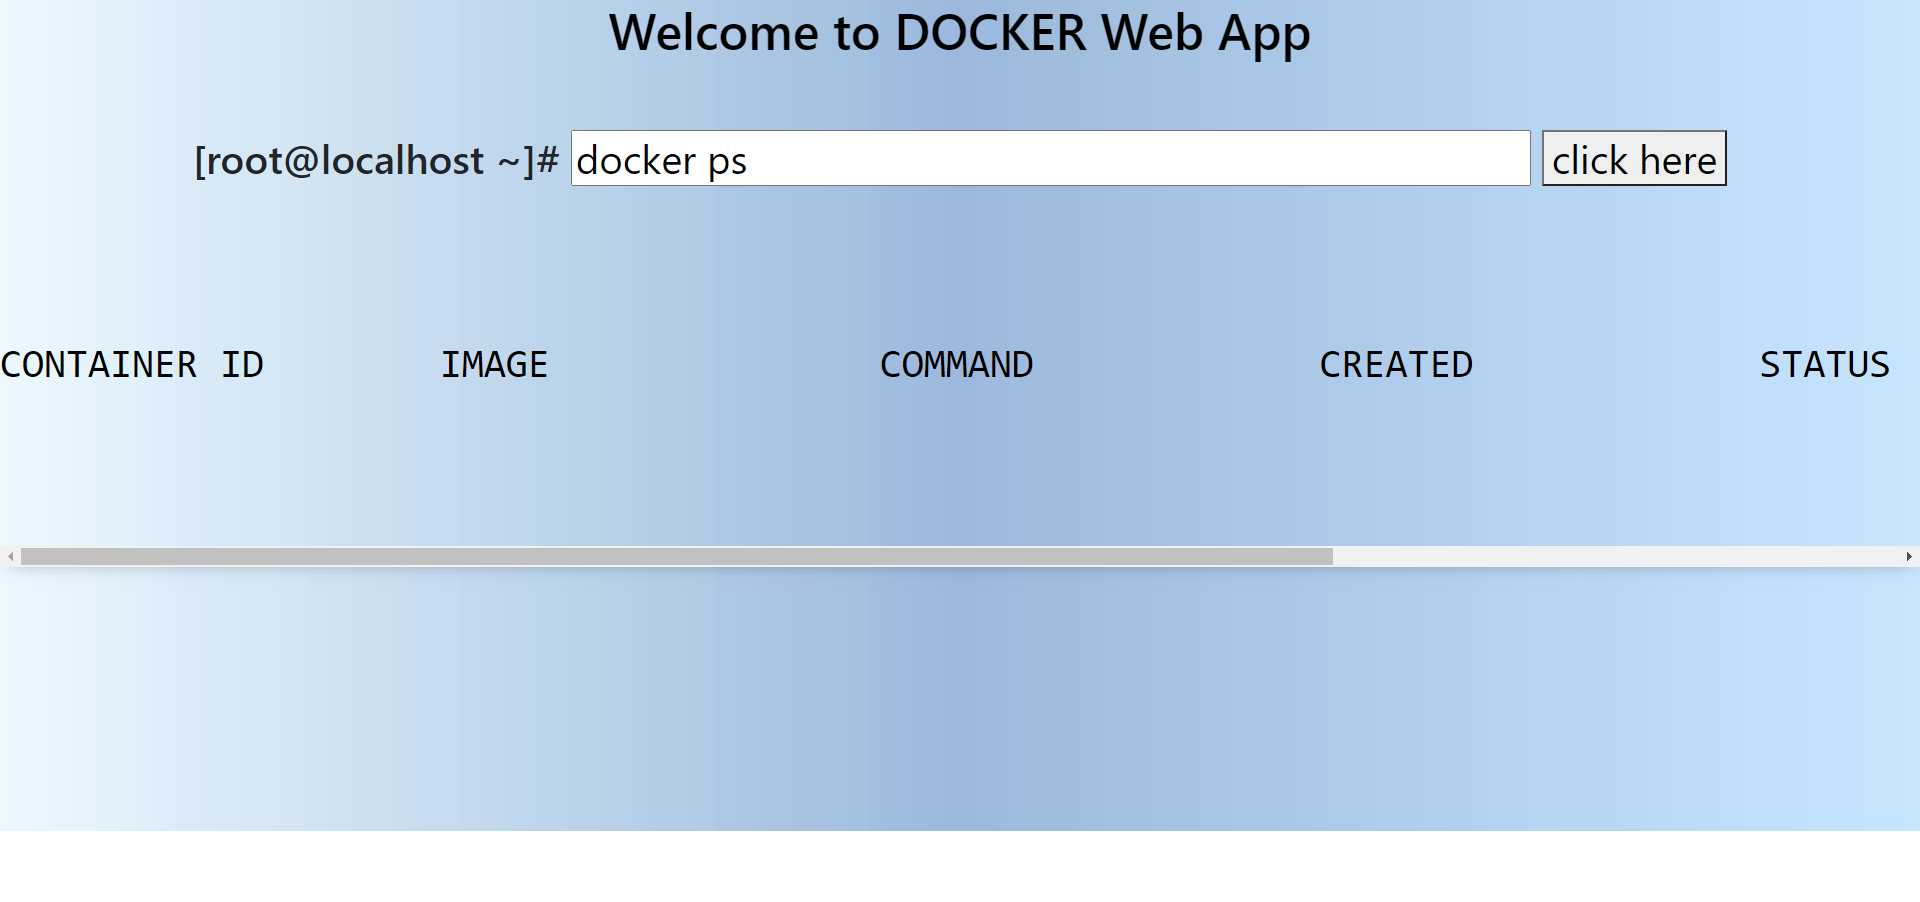 Welcome to DOCKER Web App
[root@localhost ~]# docker ps click here
CONTAINER ID IMAGE COMMAND CREATED STATUS